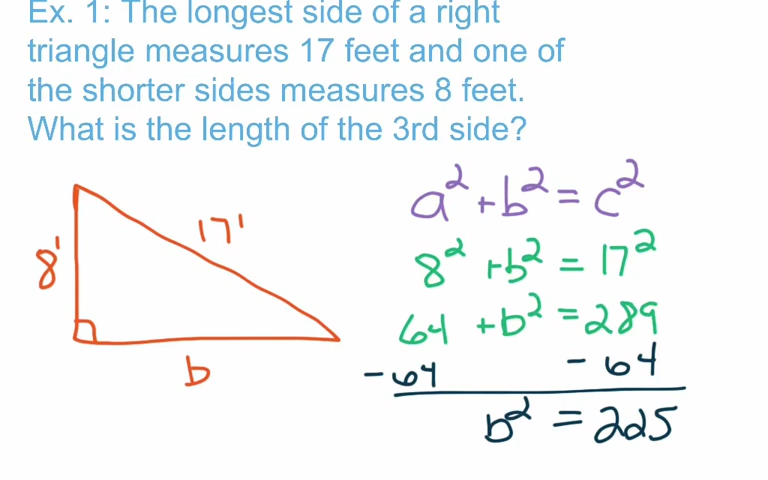 Ex. 1: The longest side of a right
triangle measures 17 feet and one of
the shorter sides measures 8 feet.
What is the length of the 3rd side?
8'
17'
b
a² + b² = c²
8² + b² = 17²
64 + b² = 289
- 64 - 64
b² = 225